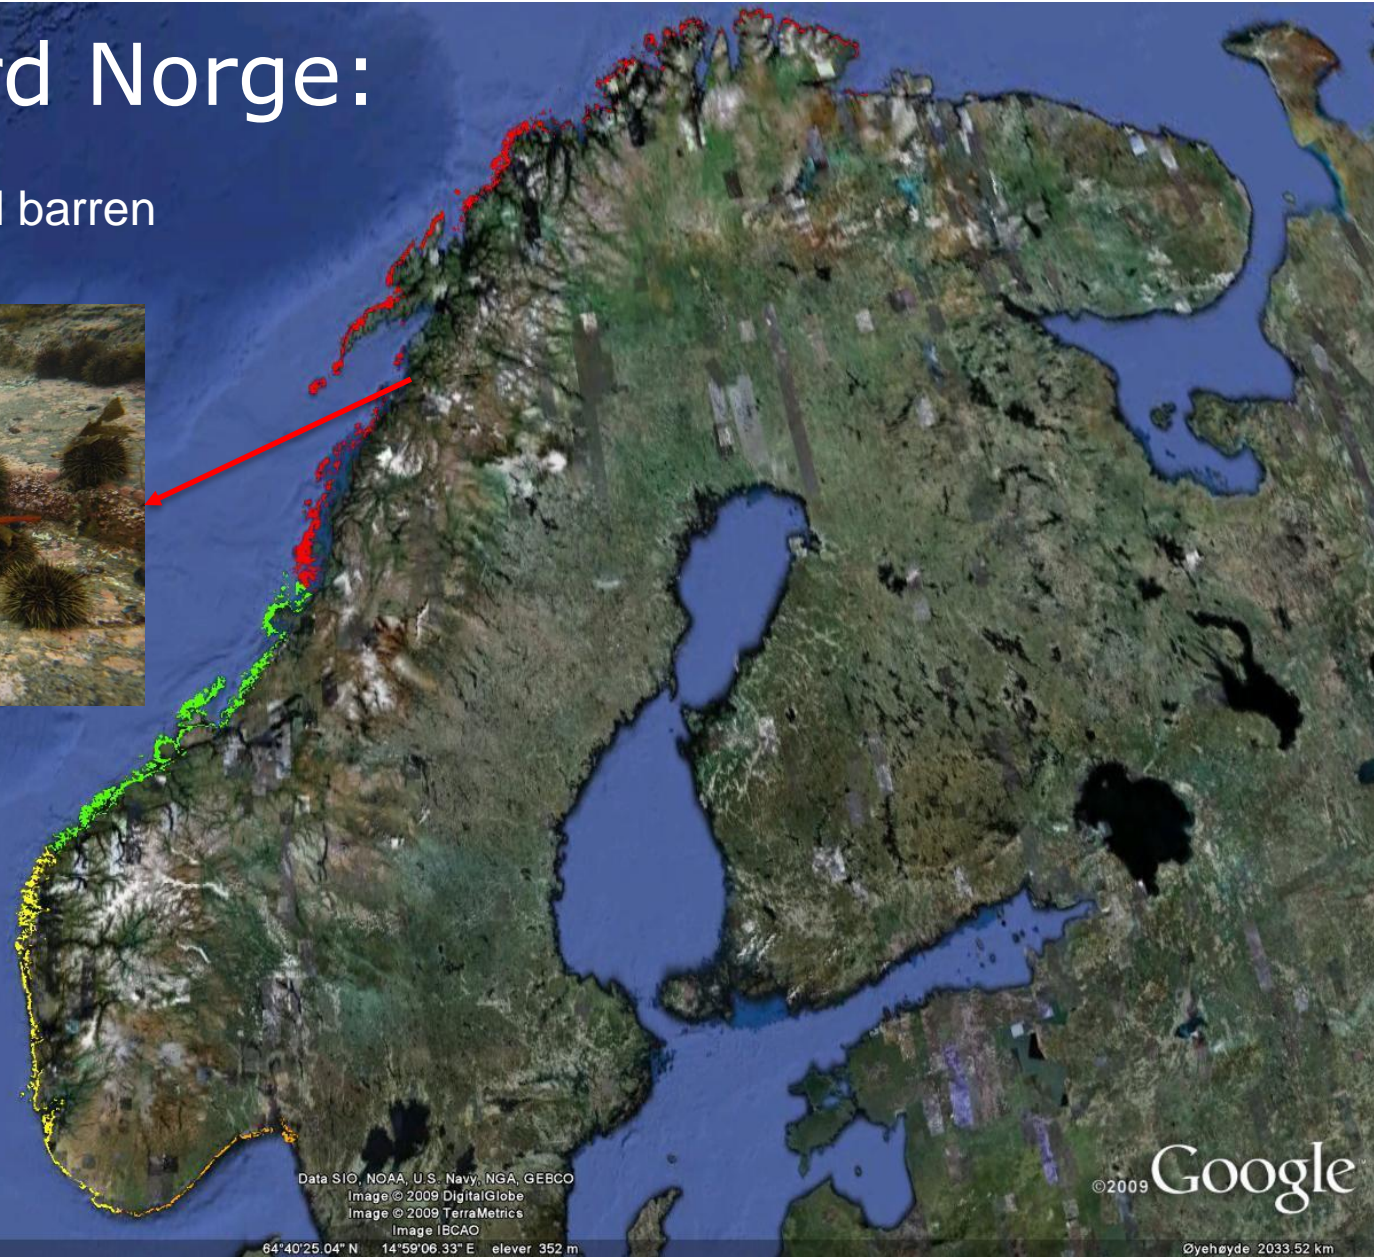 rd Norge:
barren
Data SIO, NOAA, U.S. Navy, NGA, GEBCO
Image © 2009 DigitalGlobe
Image © 2009 TerraMetrics
Image IBCAO
©2009 Google
64°40'25.04" N 14°59'06.33" E elever 352 m
Øyehøyde 2033.52 km